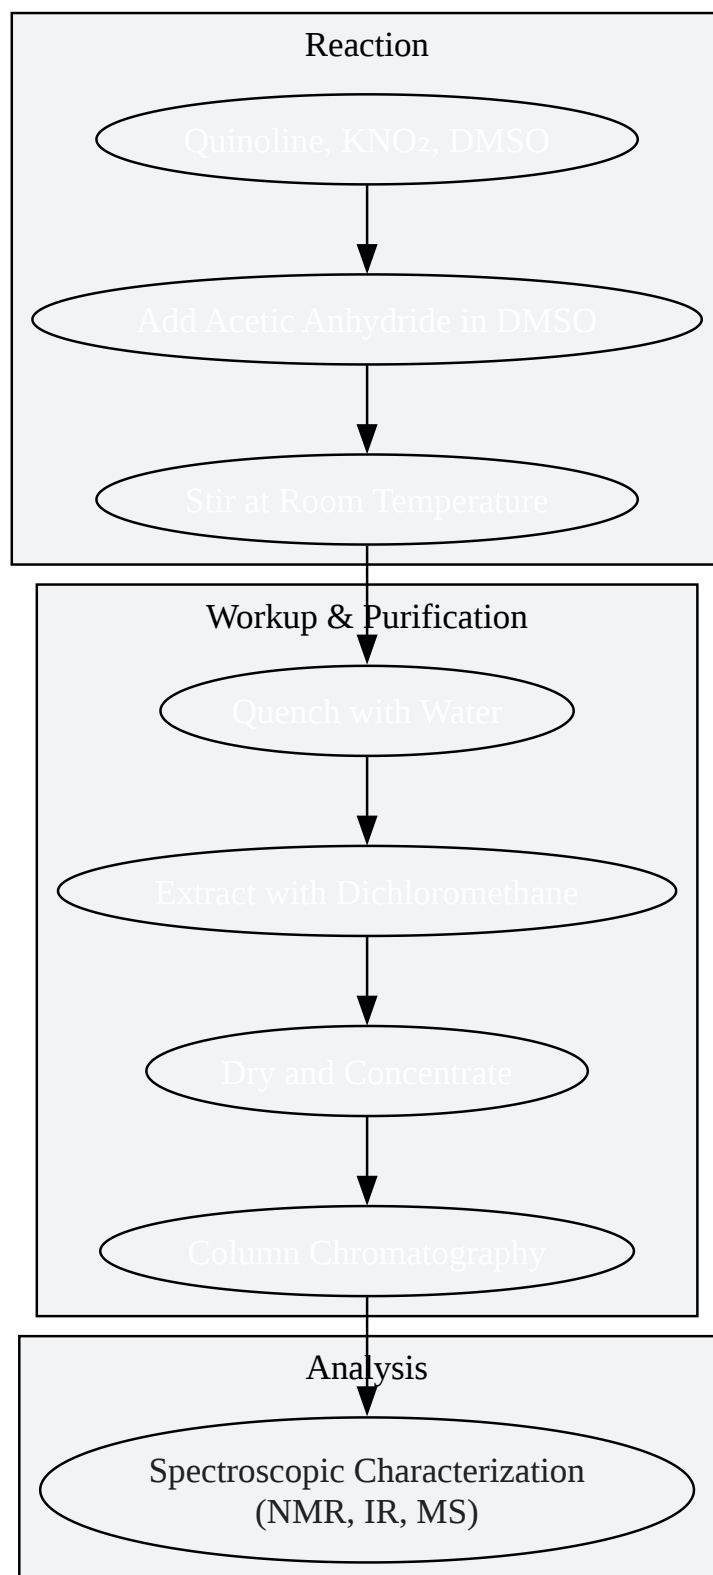 Reaction
Quinoline, KNO₂, DMSO
Add Acetic Anhydride in DMSO
Stir at Room Temperature
Workup & Purification
Quench with Water
Extract with Dichloromethane
Dry and Concentrate
Column Chromatography
Analysis
Spectroscopic Characterization
(NMR, IR, MS)